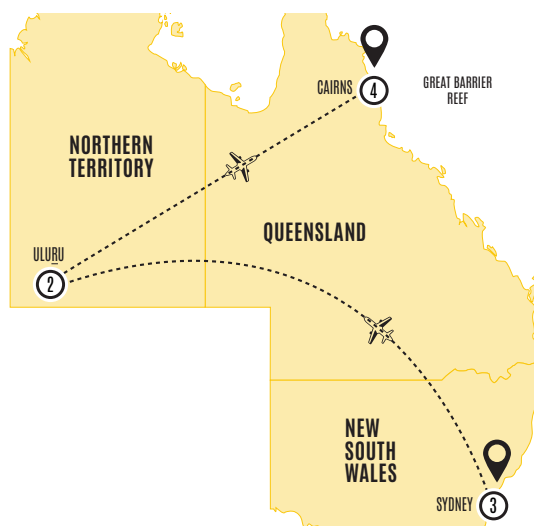 CAIRNS
4
GREAT BARRIER
REEF
NORTHERN
TERRITORY
QUEENSLAND
ULURU
2
NEW
SOUTH
WALES
SYDNEY
3